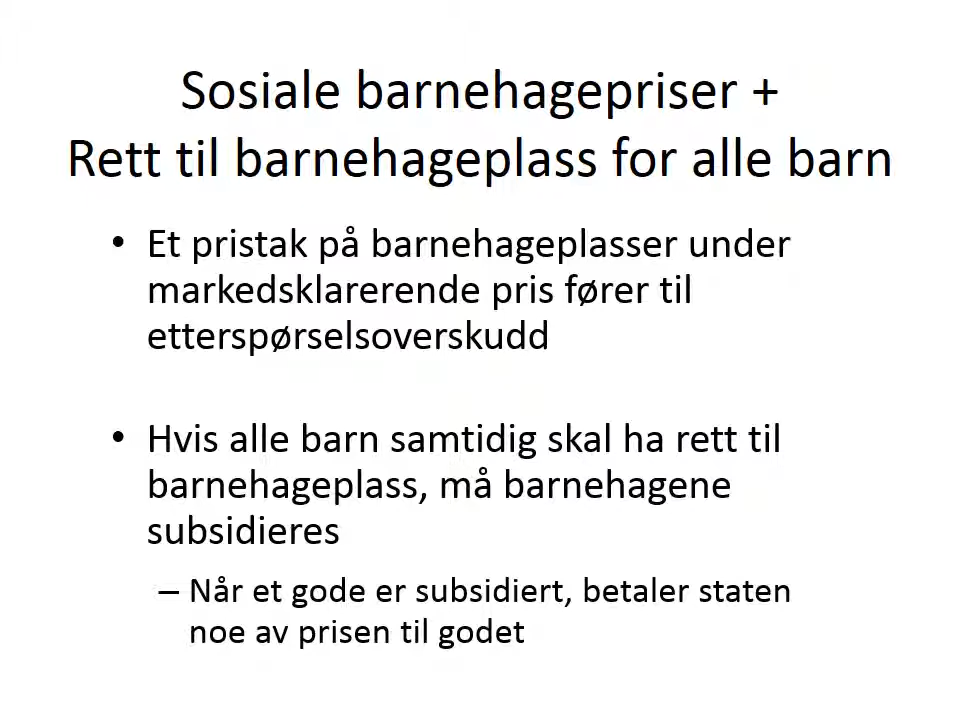 Sosiale barnehagepriser +
Rett til barnehageplass for alle barn
• Et pristak på barnehageplasser under
markedsklarerende pris fører til
etterspørselsoverskudd
• Hvis alle barn samtidig skal ha rett til
barnehageplass, må barnehagene
subsidieres
– Når et gode er subsidiert, betaler staten
noe av prisen til godet